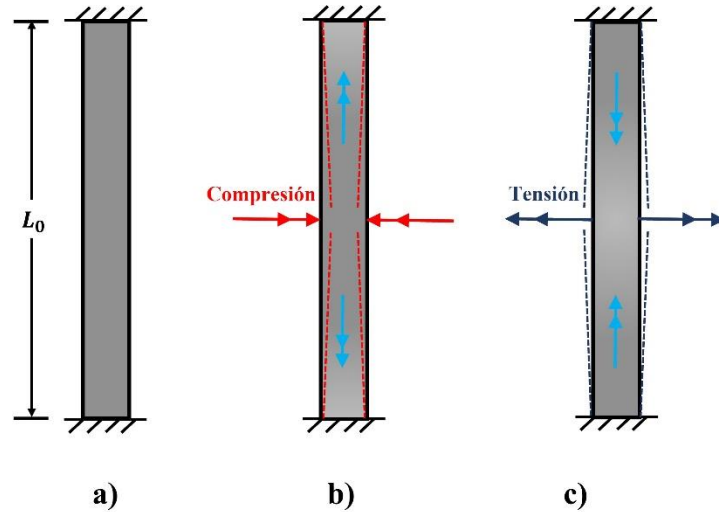 Compresión
Tensión
L₀
a)
b)
c)